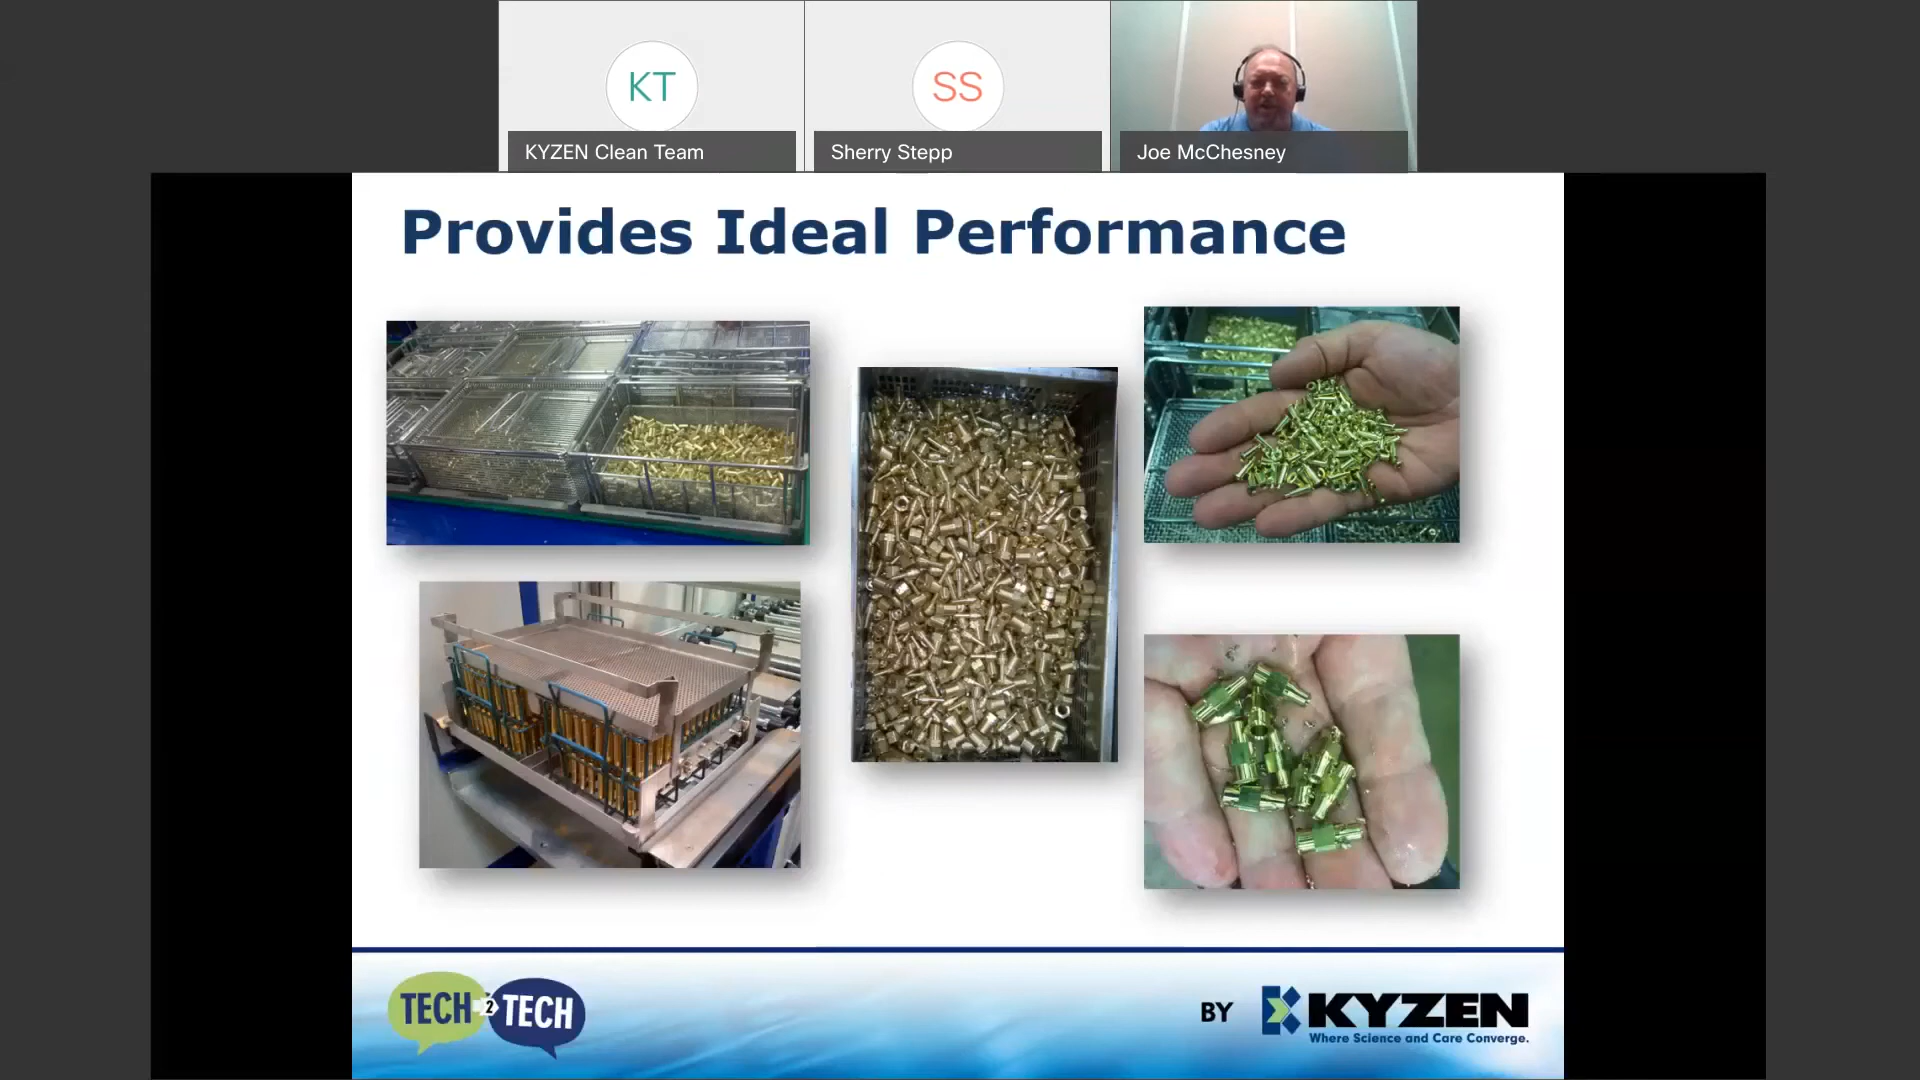 KT
SS
KYZEN Clean Team
Sherry Stepp
Joe McChesney
Provides Ideal Performance
TECH 2 TECH
BY
KYZEN
Where Science and Care Converge.